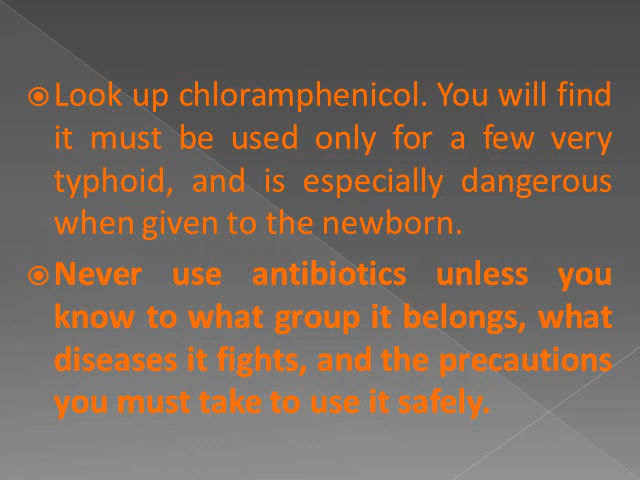 Look up chloramphenicol. You will find
it must be used only for a few very
typhoid, and is especially dangerous
when given to the newborn.
Never use antibiotics unless you
know to what group it belongs, what
diseases it fights, and the precautions
you must take to use it safely.